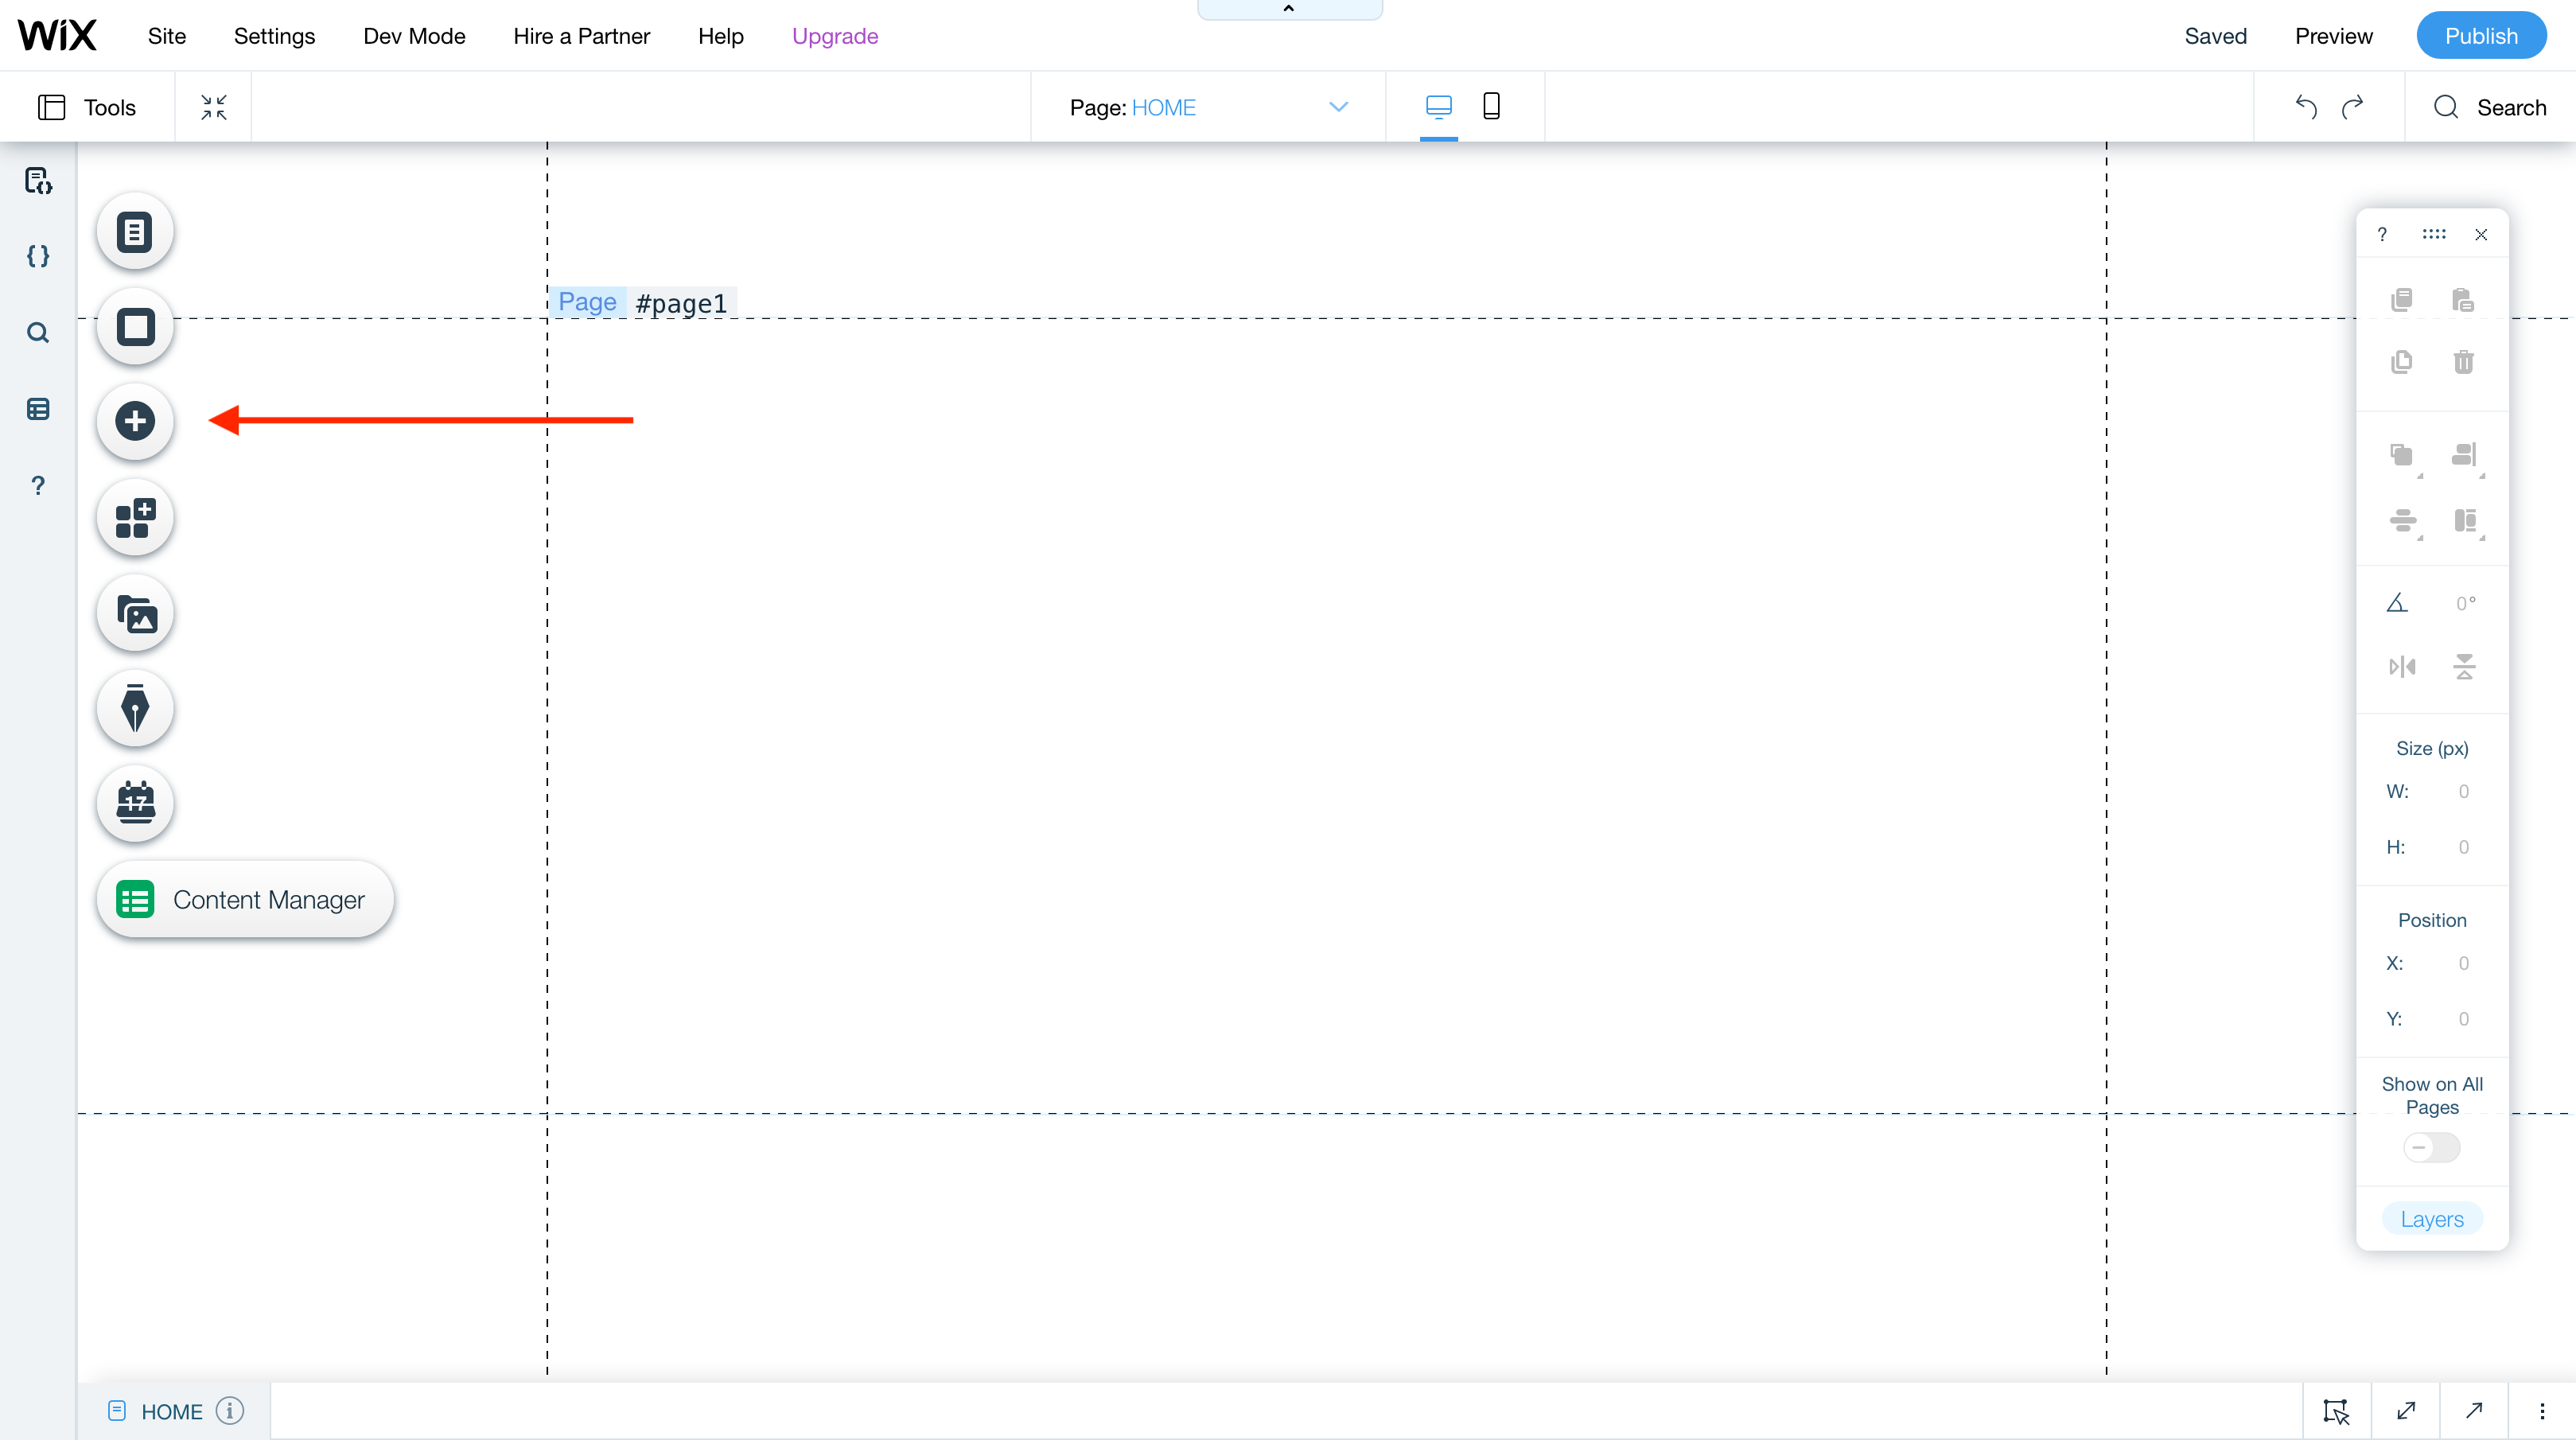 WiX Site Settings Dev Mode Hire a Partner Help Upgrade Saved Preview Publish
Tools Page: HOME Search
{}
?
Page #page1
17
Content Manager
?
0°
Size (px)
W: 0
H: 0
Position
X: 0
Y: 0
Show on All
Pages
Layers
HOME i